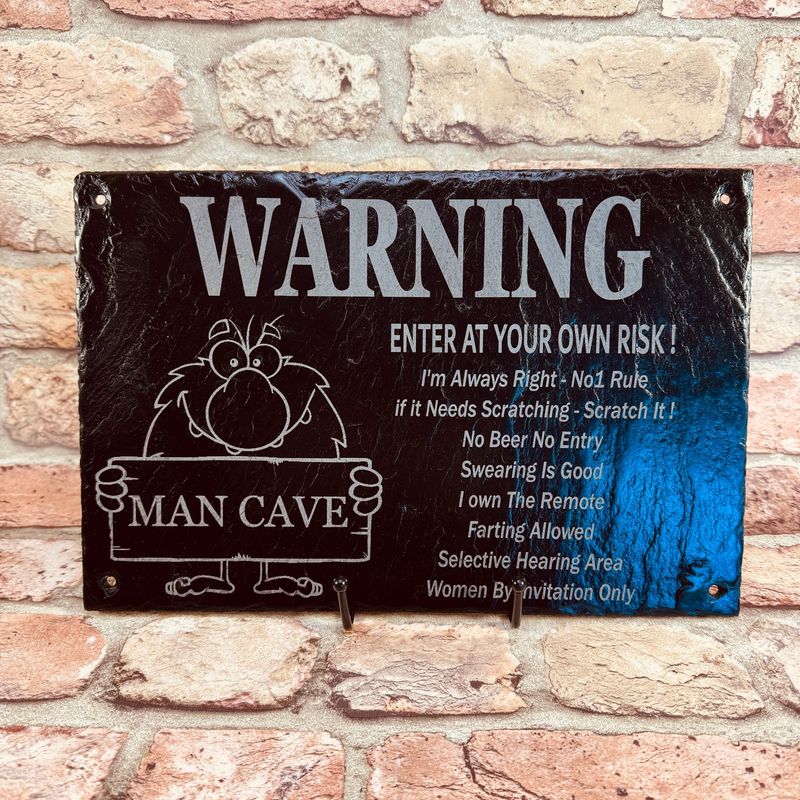 WARNING
ENTER AT YOUR OWN RISK !
I'm Always Right - No1 Rule
if it Needs Scratching - Scratch It !
No Beer No Entry
Swearing Is Good
I own The Remote
Farting Allowed
Selective Hearing Area
Women By Invitation Only
MAN CAVE